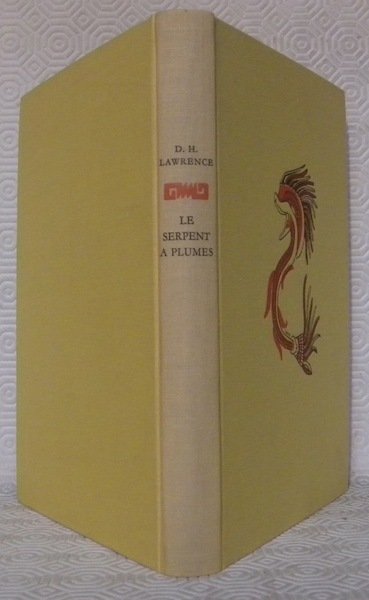 D. H.
LAWRENCE
LE
SERPENT
A PLUMES